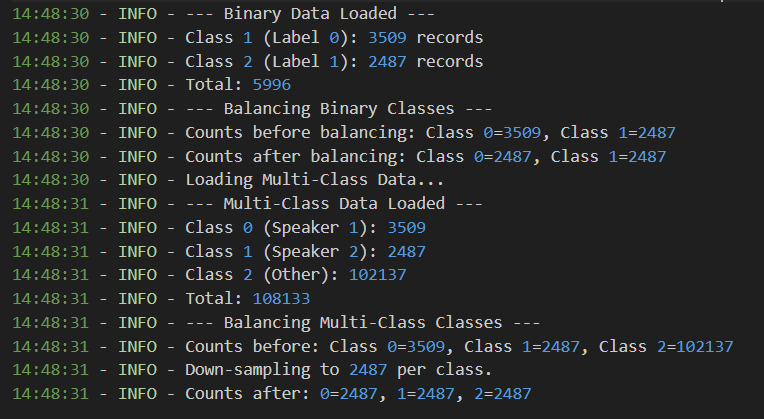 14:48:30 - INFO - --- Binary Data Loaded ---
14:48:30 - INFO - Class 1 (Label 0): 3509 records
14:48:30 - INFO - Class 2 (Label 1): 2487 records
14:48:30 - INFO - Total: 5996
14:48:30 - INFO - --- Balancing Binary Classes ---
14:48:30 - INFO - Counts before balancing: Class 0=3509, Class 1=2487
14:48:30 - INFO - Counts after balancing: Class 0=2487, Class 1=2487
14:48:30 - INFO - Loading Multi-Class Data...
14:48:31 - INFO - --- Multi-Class Data Loaded ---
14:48:31 - INFO - Class 0 (Speaker 1): 3509
14:48:31 - INFO - Class 1 (Speaker 2): 2487
14:48:31 - INFO - Class 2 (Other): 102137
14:48:31 - INFO - Total: 108133
14:48:31 - INFO - --- Balancing Multi-Class Classes ---
14:48:31 - INFO - Counts before: Class 0=3509, Class 1=2487, Class 2=102137
14:48:31 - INFO - Down-sampling to 2487 per class.
14:48:31 - INFO - Counts after: 0=2487, 1=2487, 2=2487